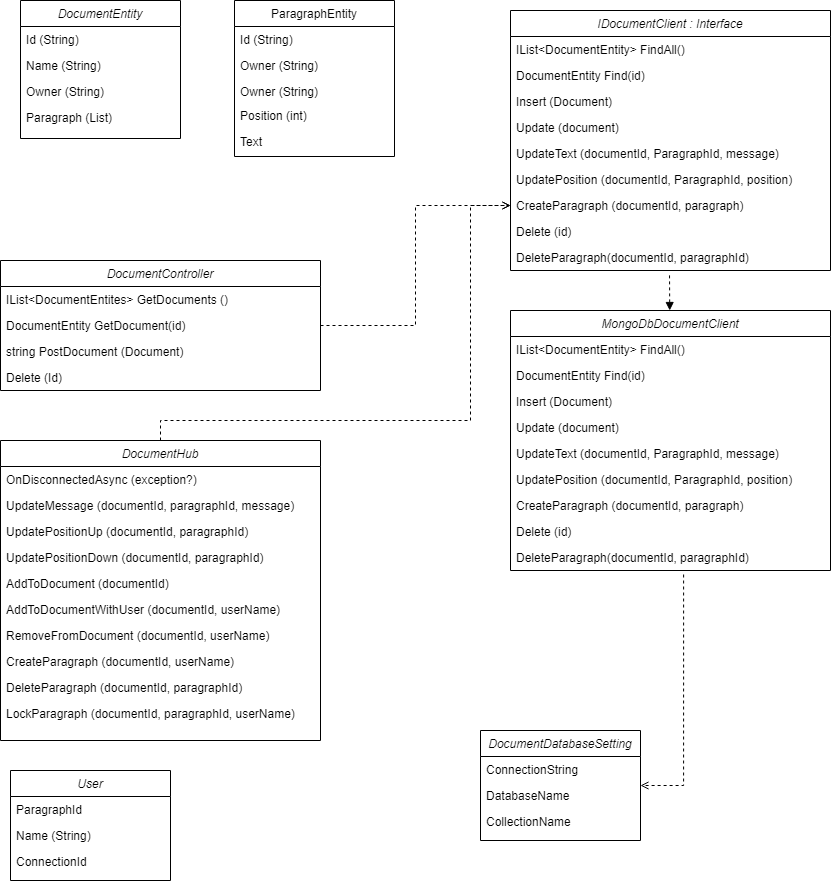 DocumentEntity
Id (String)
Name (String)
Owner (String)
Paragraph (List)
ParagraphEntity
Id (String)
Owner (String)
Owner (String)
Position (int)
Text
IDocumentClient : Interface
IList<DocumentEntity> FindAll()
DocumentEntity Find(id)
Insert (Document)
Update (document)
UpdateText (documentId, ParagraphId, message)
UpdatePosition (documentId, ParagraphId, position)
CreateParagraph (documentId, paragraph)
Delete (id)
DeleteParagraph(documentId, paragraphId)
DocumentController
IList<DocumentEntites> GetDocuments ()
DocumentEntity GetDocument(id)
string PostDocument (Document)
Delete (Id)
MongoDbDocumentClient
IList<DocumentEntity> FindAll()
DocumentEntity Find(id)
Insert (Document)
Update (document)
UpdateText (documentId, ParagraphId, message)
UpdatePosition (documentId, ParagraphId, position)
CreateParagraph (documentId, paragraph)
Delete (id)
DeleteParagraph(documentId, paragraphId)
DocumentHub
OnDisconnectedAsync (exception?)
UpdateMessage (documentId, paragraphId, message)
UpdatePositionUp (documentId, paragraphId)
UpdatePositionDown (documentId, paragraphId)
AddToDocument (documentId)
AddToDocumentWithUser (documentId, userName)
RemoveFromDocument (documentId, userName)
CreateParagraph (documentId, userName)
DeleteParagraph (documentId, paragraphId)
LockParagraph (documentId, paragraphId, userName)
DocumentDatabaseSetting
ConnectionString
DatabaseName
CollectionName
User
ParagraphId
Name (String)
ConnectionId